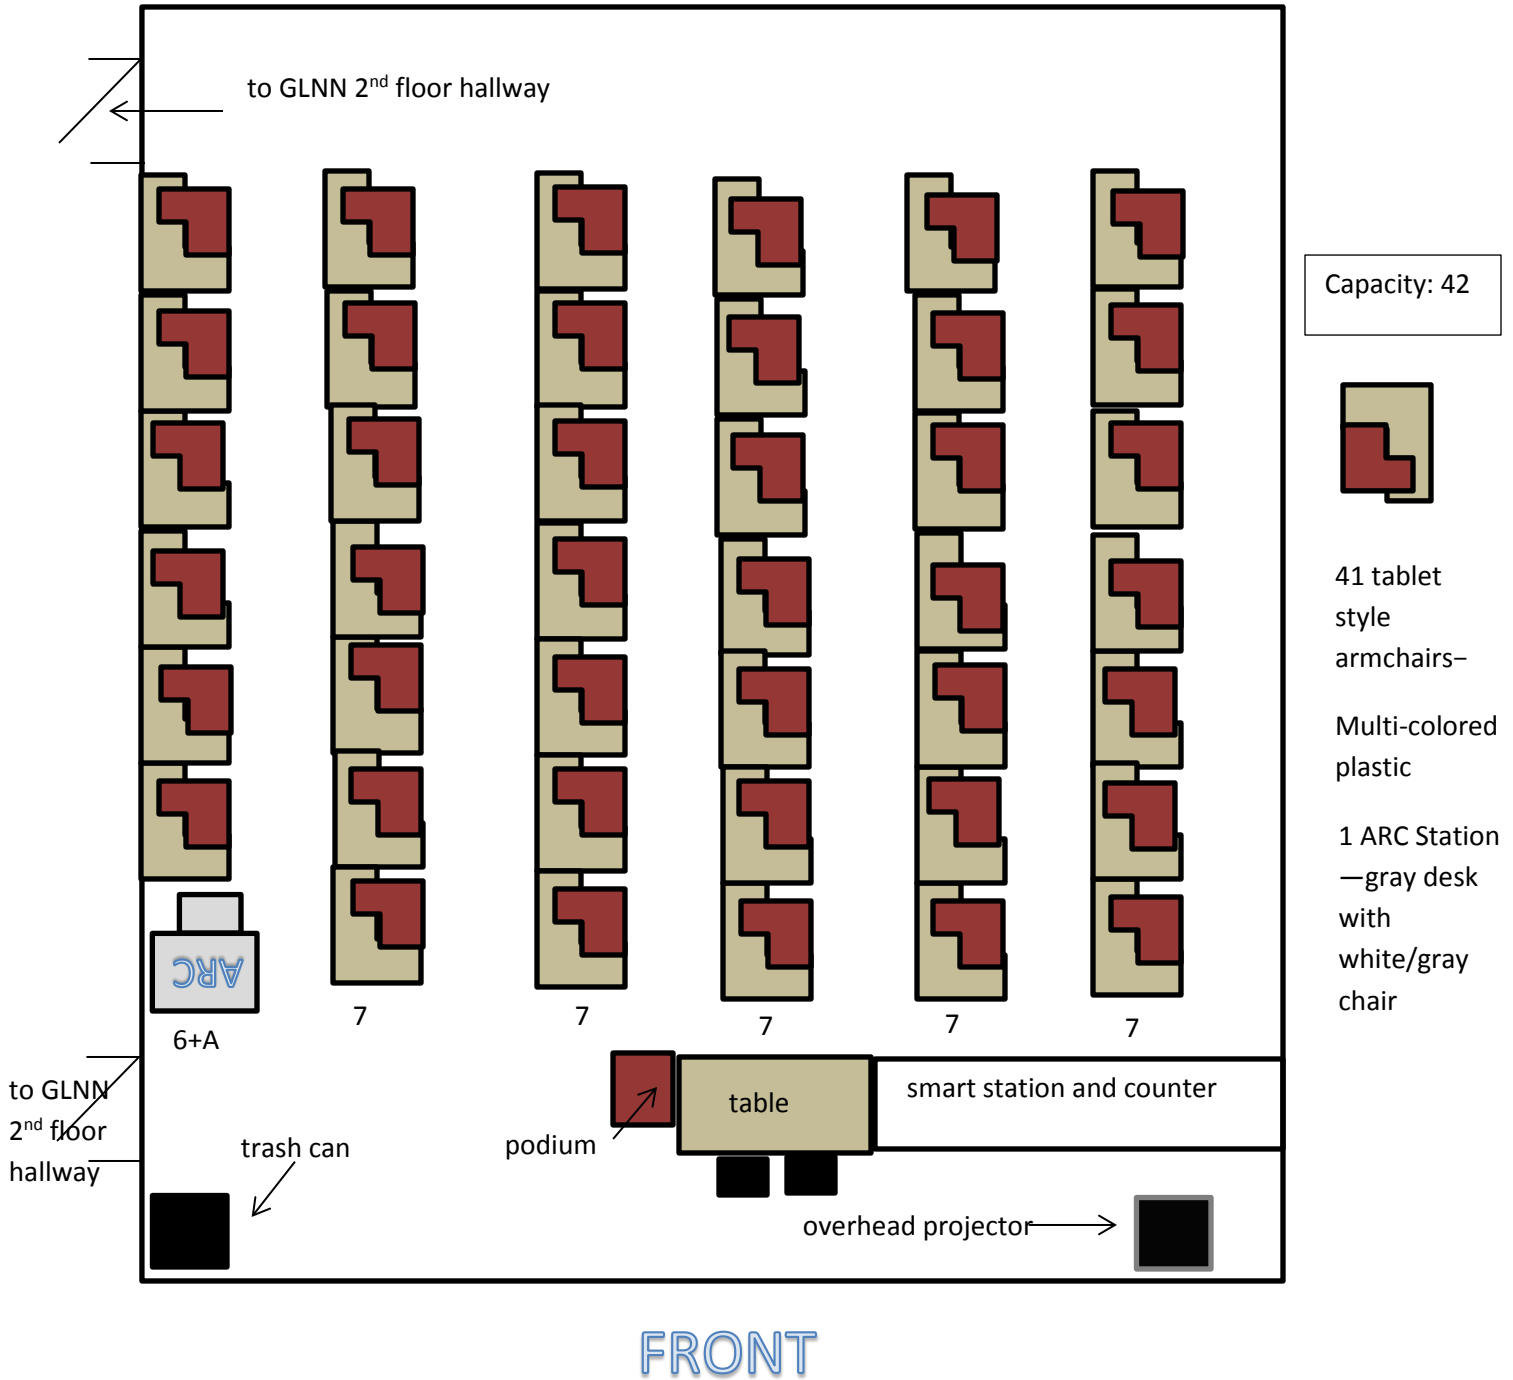 to GLNN 2nd floor hallway
Capacity: 42
41 tablet
style
armchairs–
Multi-colored
plastic
1 ARC Station
—gray desk
with
white/gray
chair
ARC
6+A
7
7
7
7
7
to GLNN
2nd floor
hallway
trash can
podium
table
smart station and counter
overhead projector
FRONT